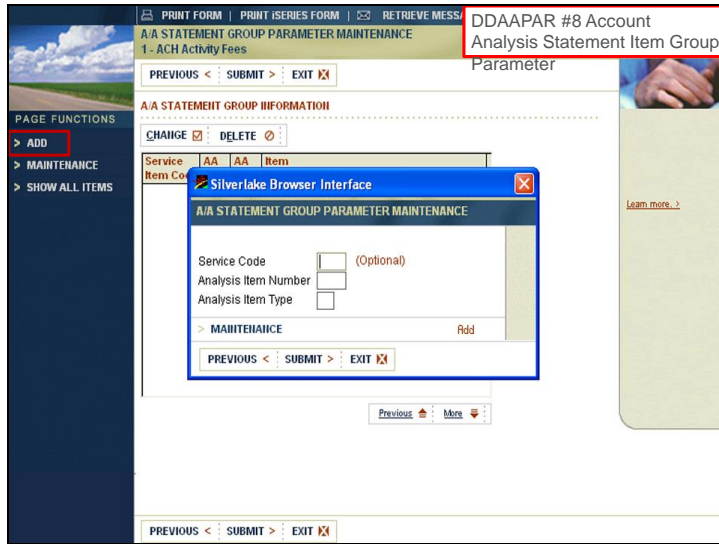 PRINT FORM | PRINT iSERIES FORM | RETRIEVE MESSA
DDAAPAR #8 Account
Analysis Statement Item Group
Parameter
A/A STATEMENT GROUP PARAMETER MAINTENANCE
1 - ACH Activity Fees
PREVIOUS < SUBMIT > EXIT
A/A STATEMENT GROUP INFORMATION
PAGE FUNCTIONS
> ADD
> MAINTENANCE
> SHOW ALL ITEMS
CHANGE DELETE
Service AA AA Item
Item Co
Silverlake Browser Interface
A/A STATEMENT GROUP PARAMETER MAINTENANCE
Service Code (Optional)
Analysis Item Number
Analysis Item Type
> MAINTENANCE Add
PREVIOUS < SUBMIT > EXIT
Learn more. >
Previous More
PREVIOUS < SUBMIT > EXIT